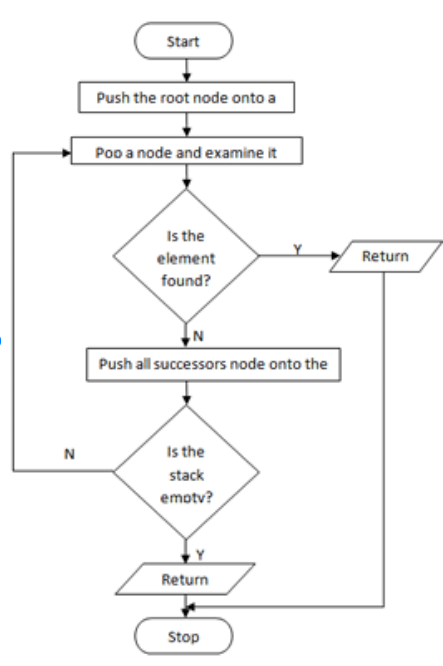 Start
Push the root node onto a
Pop a node and examine it
Is the
element
found?
Y
Return
N
Push all successors node onto the
Is the
stack
empty?
N
Y
Return
Stop